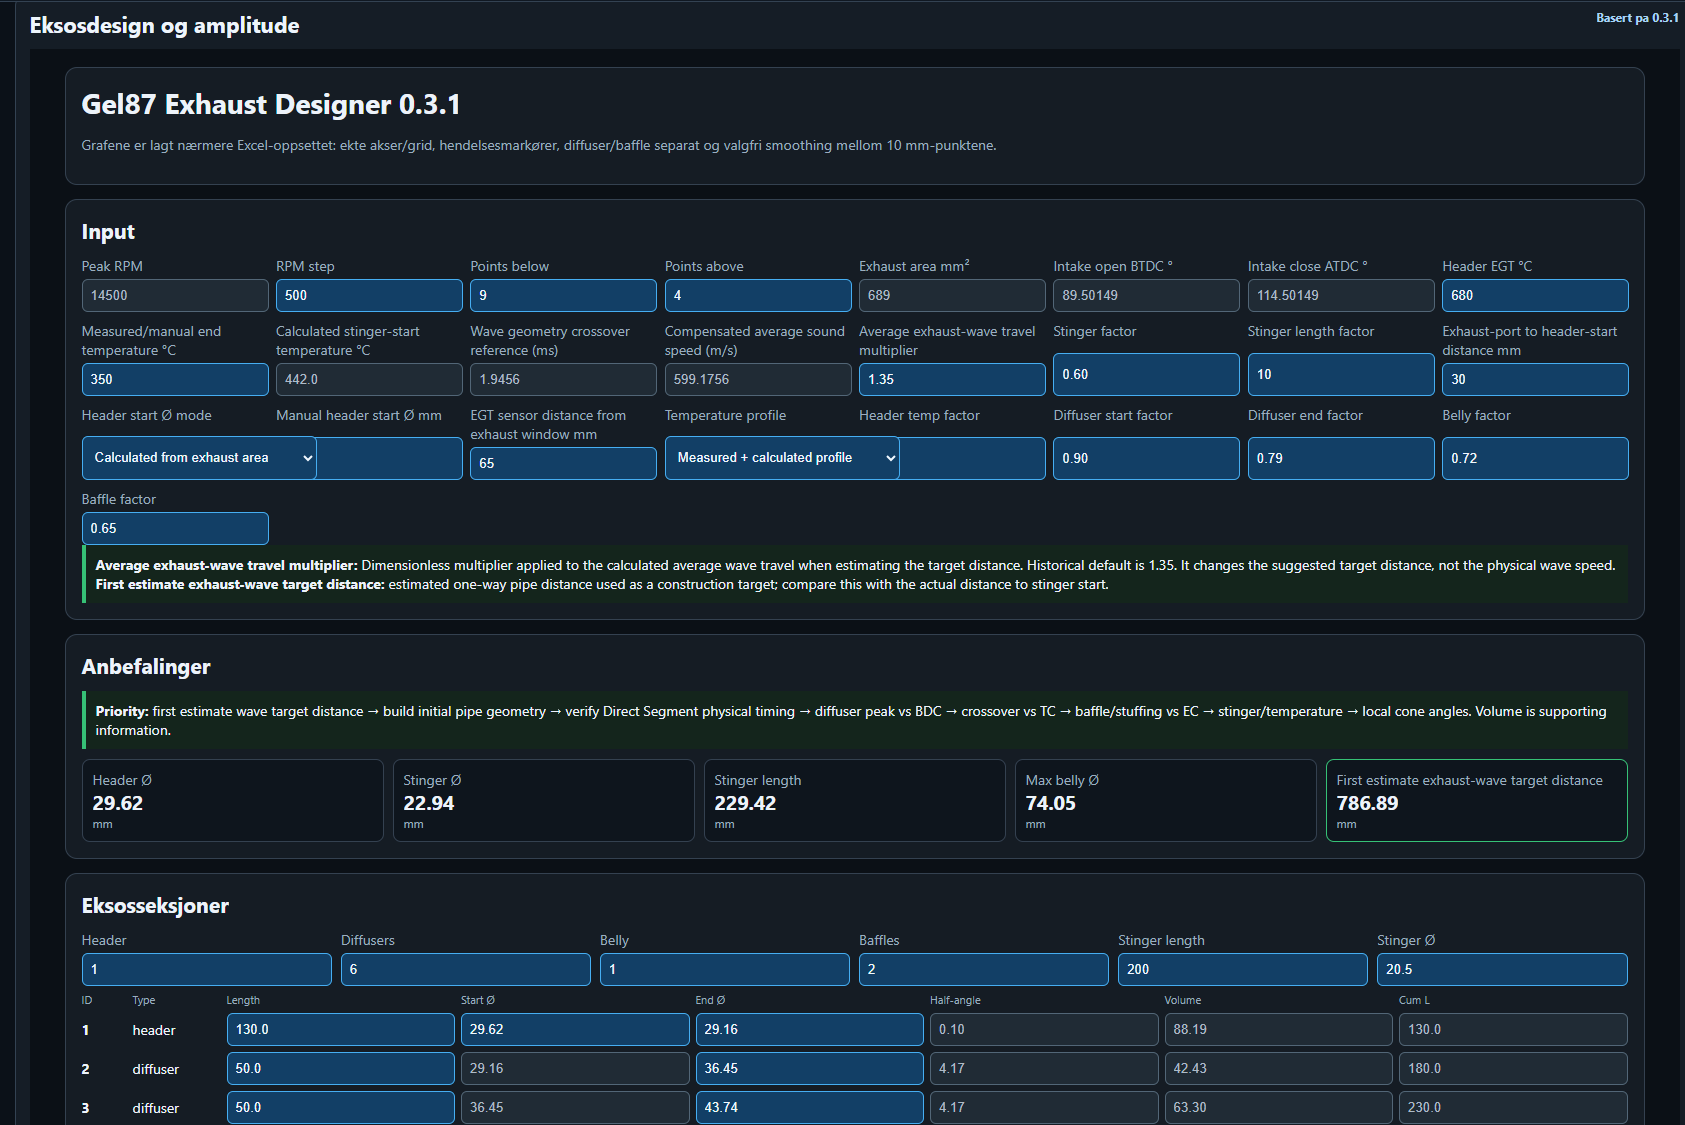 Eksosdesign og amplitude
Basert pa 0.3.1
Gel87 Exhaust Designer 0.3.1
Grafene er lagt nærmere Excel-oppsettet: ekte akser/grid, hendelsesmarkører, diffuser/baffle separat og valgfri smoothing mellom 10 mm-punktene.
Input
Peak RPM
RPM step
Points below
Points above
Exhaust area mm²
Intake open BTDC °
Intake close ATDC °
Header EGT °C
14500
500
9
4
689
89.50149
114.50149
680
Measured/manual end
temperature °C
Calculated stinger-start
temperature °C
Wave geometry crossover
reference (ms)
Compensated average sound
speed (m/s)
Average exhaust-wave travel
multiplier
Stinger factor
Stinger length factor
Exhaust-port to header-start
distance mm
350
442.0
1.9456
599.1756
1.35
0.60
10
30
Header start Ø mode
Manual header start Ø mm
EGT sensor distance from
exhaust window mm
Temperature profile
Header temp factor
Diffuser start factor
Diffuser end factor
Belly factor
Calculated from exhaust area
65
Measured + calculated profile
0.90
0.79
0.72
Baffle factor
0.65
Average exhaust-wave travel multiplier: Dimensionless multiplier applied to the calculated average wave travel when estimating the target distance. Historical default is 1.35. It changes the suggested target distance, not the physical wave speed.
First estimate exhaust-wave target distance: estimated one-way pipe distance used as a construction target; compare this with the actual distance to stinger start.
Anbefalinger
Priority: first estimate wave target distance → build initial pipe geometry → verify Direct Segment physical timing → diffuser peak vs BDC → crossover vs TC → baffle/stuffing vs EC → stinger/temperature → local cone angles. Volume is supporting
information.
Header Ø
29.62
mm
Stinger Ø
22.94
mm
Stinger length
229.42
mm
Max belly Ø
74.05
mm
First estimate exhaust-wave target distance
786.89
mm
Eksosseksjoner
Header
Diffusers
Belly
Baffles
Stinger length
Stinger Ø
1
6
1
2
200
20.5
ID
Type
Length
Start Ø
End Ø
Half-angle
Volume
Cum L
1
header
130.0
29.62
29.16
0.10
88.19
130.0
2
diffuser
50.0
29.16
36.45
4.17
42.43
180.0
3
diffuser
50.0
36.45
43.74
4.17
63.30
230.0